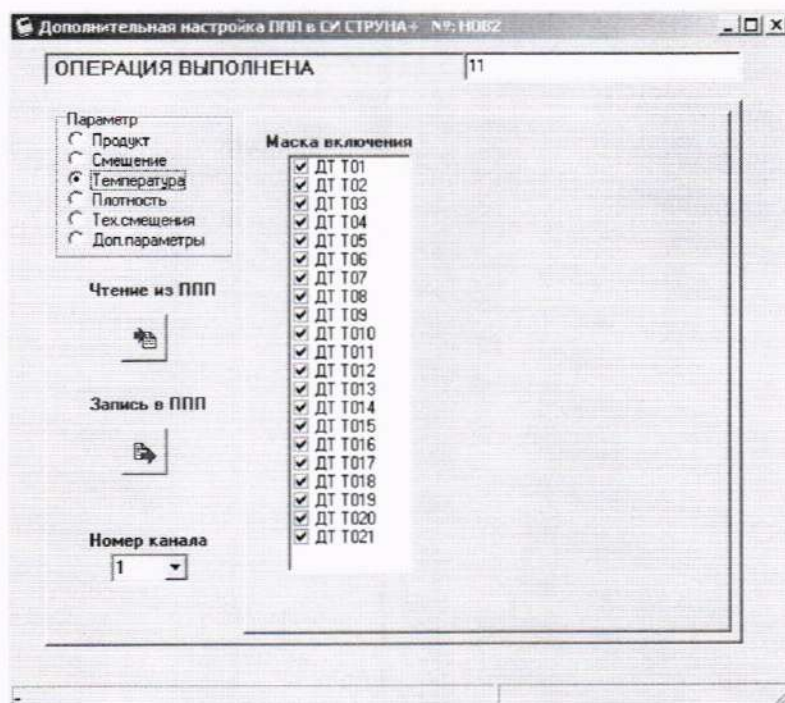 Дополнительная настройка ППП в СИ СТРУНА+ №: НОВ2
ОПЕРАЦИЯ ВЫПОЛНЕНА
11
Параметр
Продукт
Смещение
Температура
Плотность
Тех.смещения
Доп.параметры
Чтение из ППП
Запись в ППП
Номер канала
1
Маска включения
ДТ Т01
ДТ Т02
ДТ Т03
ДТ Т04
ДТ Т05
ДТ Т06
ДТ Т07
ДТ Т08
ДТ Т09
ДТ Т010
ДТ Т011
ДТ Т012
ДТ Т013
ДТ Т014
ДТ Т015
ДТ Т016
ДТ Т017
ДТ Т018
ДТ Т019
ДТ Т020
ДТ Т021
-